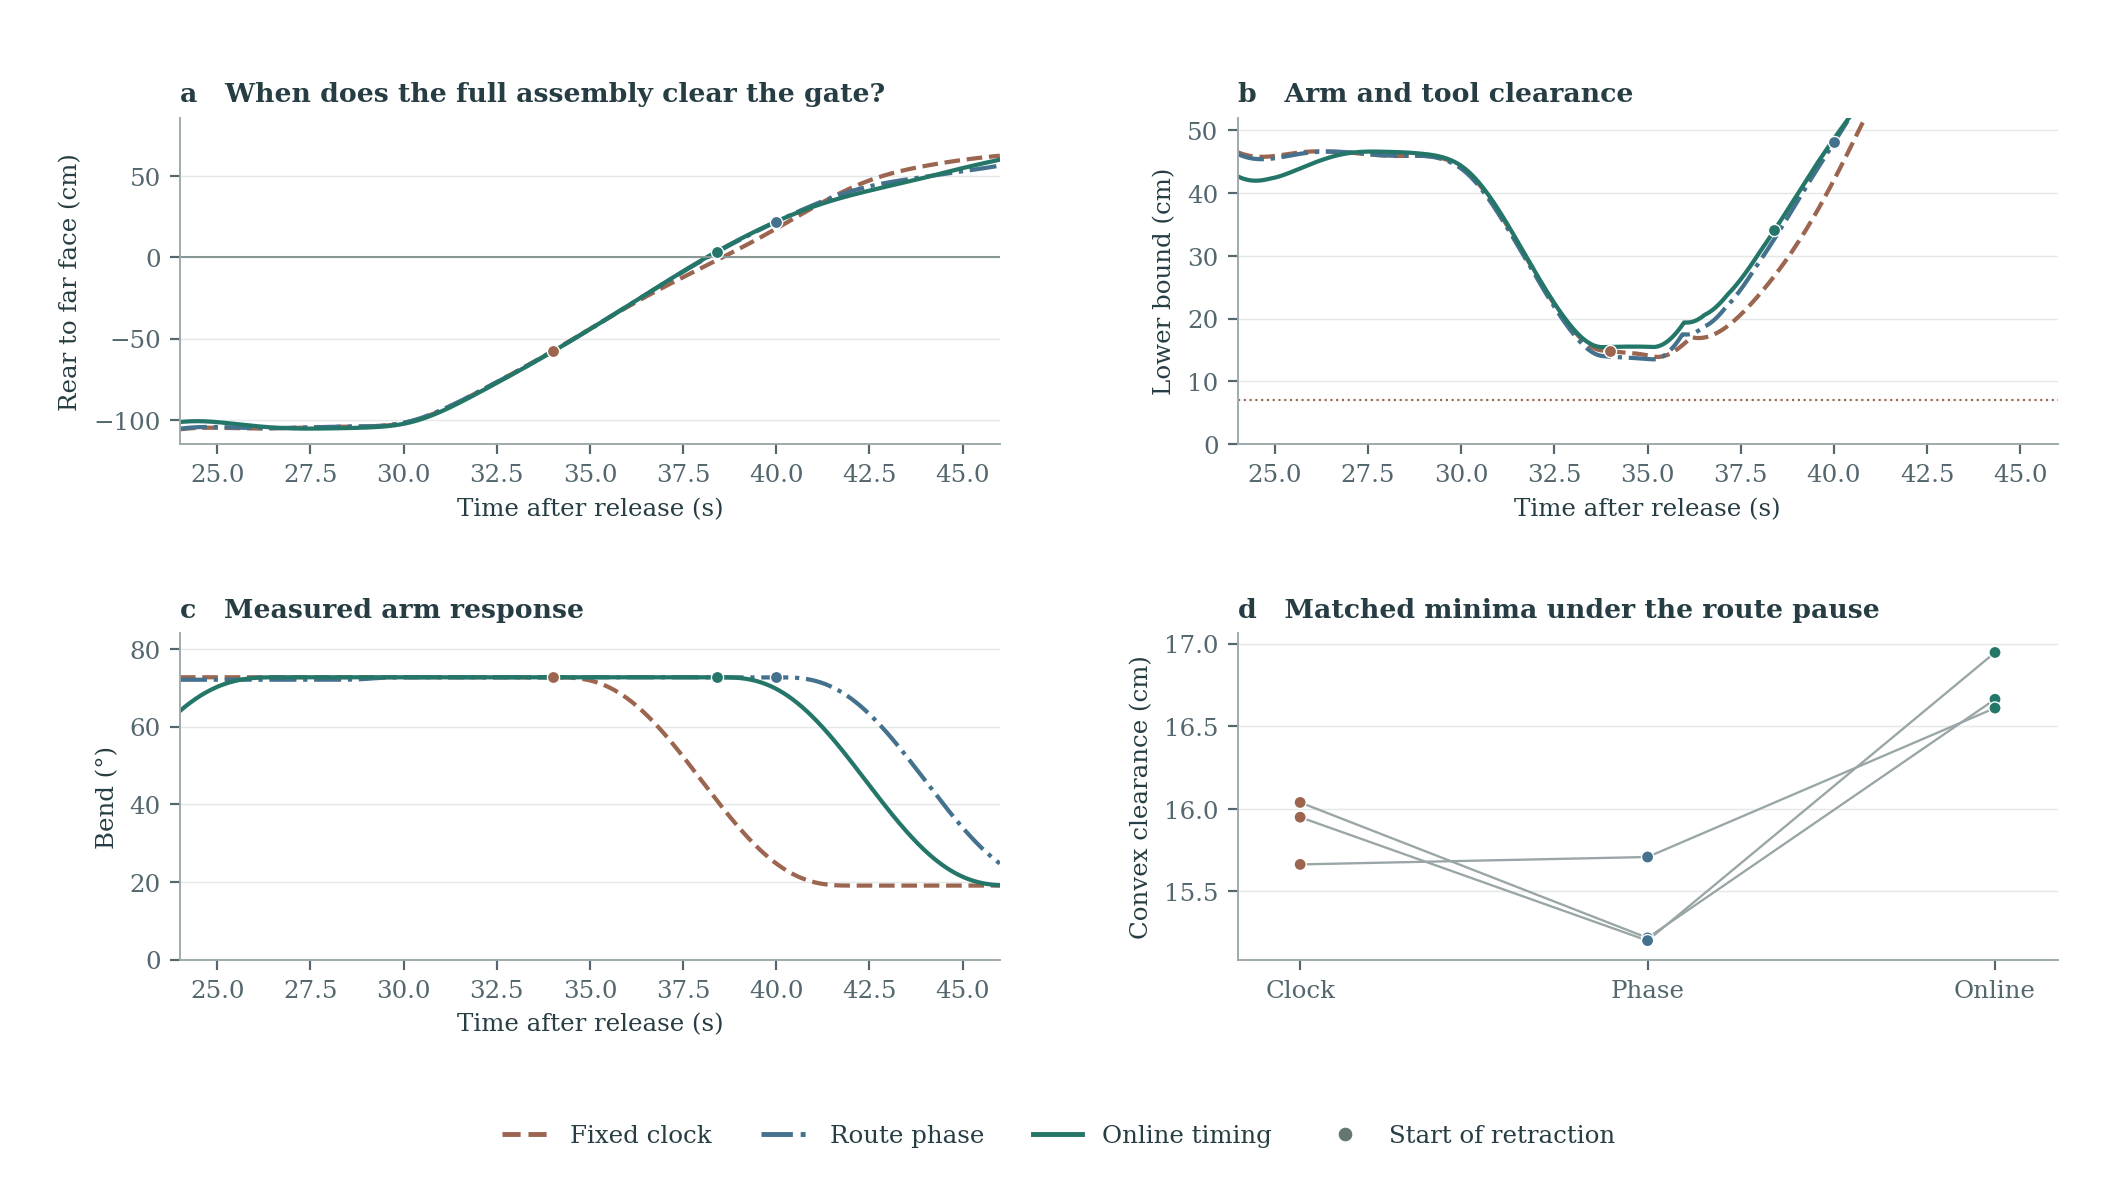 a When does the full assembly clear the gate?
Rear to far face (cm)
50
0
−50
−100
25.0 27.5 30.0 32.5 35.0 37.5 40.0 42.5 45.0
Time after release (s)
b Arm and tool clearance
Lower bound (cm)
50
40
30
20
10
0
25.0 27.5 30.0 32.5 35.0 37.5 40.0 42.5 45.0
Time after release (s)
c Measured arm response
Bend (°)
80
60
40
20
0
25.0 27.5 30.0 32.5 35.0 37.5 40.0 42.5 45.0
Time after release (s)
d Matched minima under the route pause
Convex clearance (cm)
17.0
16.5
16.0
15.5
Clock Phase Online
Fixed clock Route phase Online timing Start of retraction